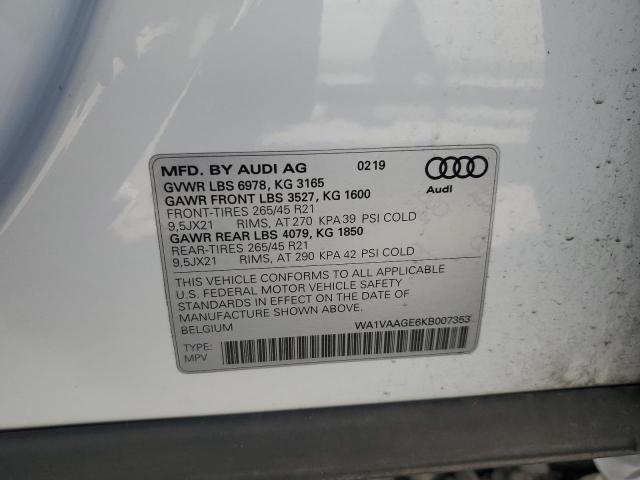 MFD. BY AUDI AG 0219
GVWR LBS 6978, KG 3165
GAWR FRONT LBS 3527, KG 1600
FRONT-TIRES 265/45 R21
9,5JX21 RIMS, AT 270 KPA 39 PSI COLD
GAWR REAR LBS 4079, KG 1850
REAR-TIRES 265/45 R21
9,5JX21 RIMS, AT 290 KPA 42 PSI COLD
Audi
THIS VEHICLE CONFORMS TO ALL APPLICABLE
U.S. FEDERAL MOTOR VEHICLE SAFETY
STANDARDS IN EFFECT ON THE DATE OF
MANUFACTURE SHOWN ABOVE.
BELGIUM WA1VAAGE6KB007353
TYPE:
MPV